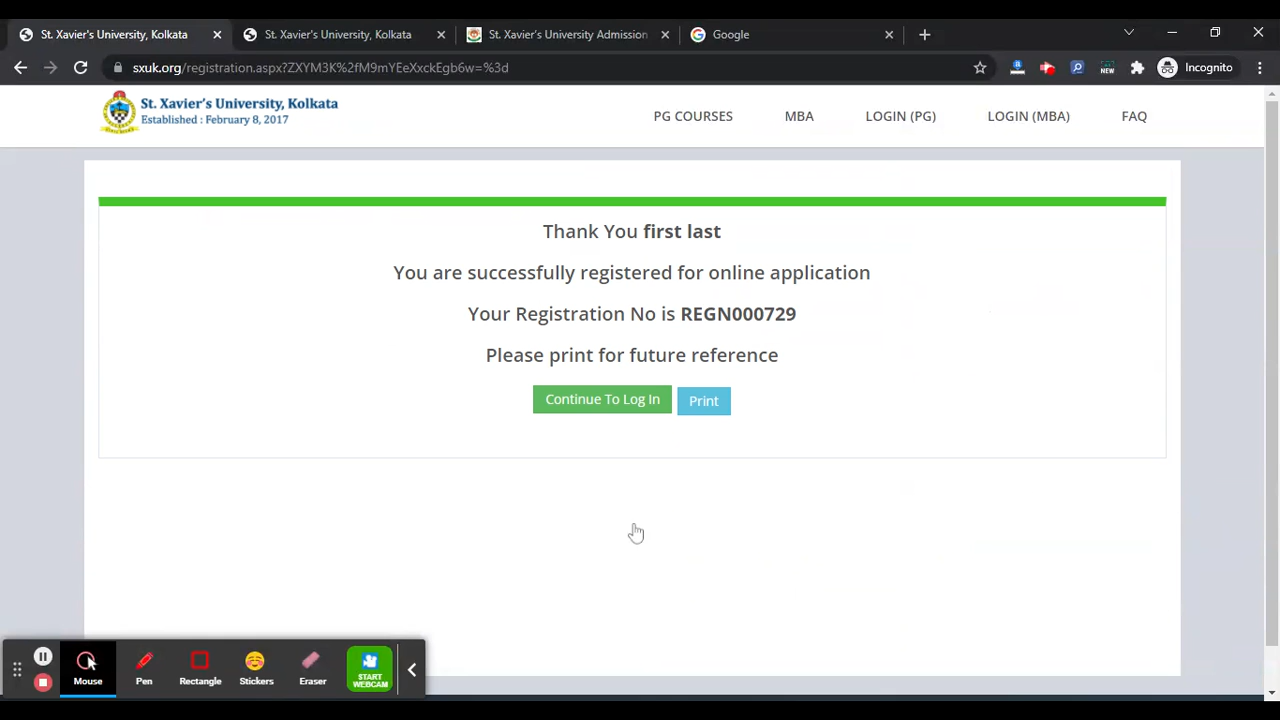 St. Xavier's University, Kolkata
St. Xavier's University, Kolkata
St. Xavier's University Admission
Google
sxuk.org/registration.aspx?ZXYM3K%2fM9mYEeXxckEgb6w=%3d
NEW
Incognito
St. Xavier's University, Kolkata
Established : February 8, 2017
PG COURSES
MBA
LOGIN (PG)
LOGIN (MBA)
FAQ
Thank You first last
You are successfully registered for online application
Your Registration No is REGN000729
Please print for future reference
Continue To Log In
Print
Mouse
Pen
Rectangle
Stickers
Eraser
START
WEBCAM